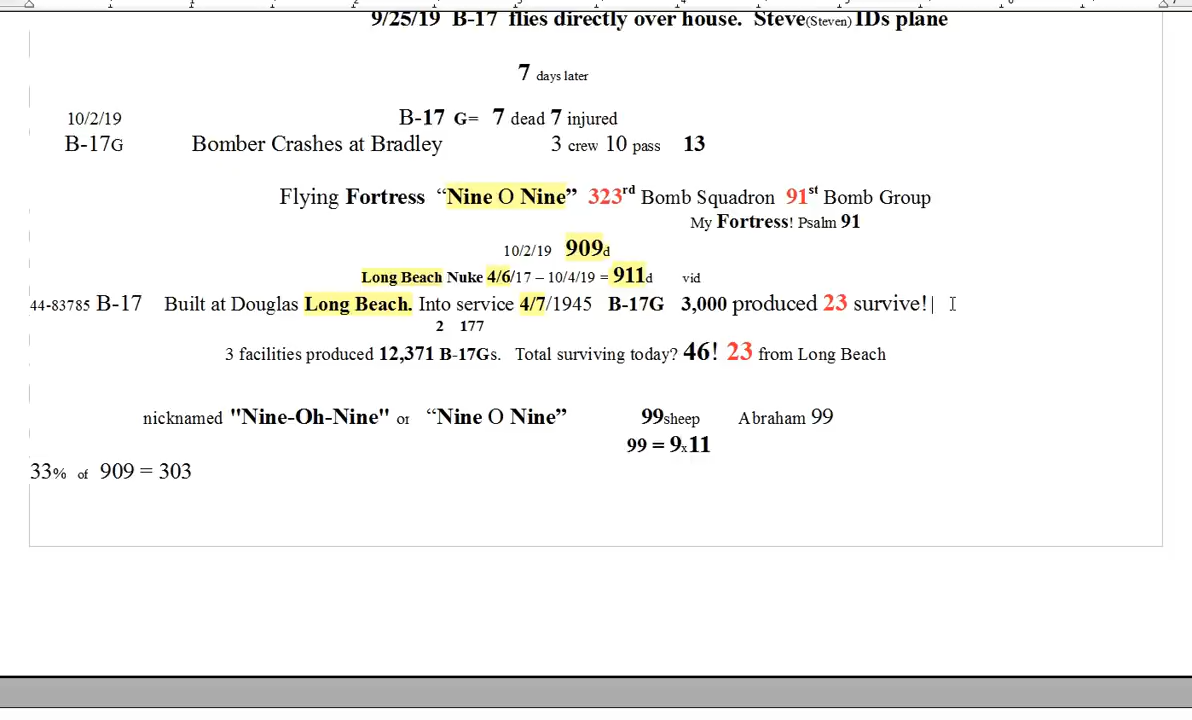 9/25/19 B-17 flies directly over house. Steve(Steven) IDs plane
7 days later
10/2/19 B-17 G= 7 dead 7 injured
B-17G Bomber Crashes at Bradley 3 crew 10 pass 13
Flying Fortress “Nine O Nine” 323rd Bomb Squadron 91st Bomb Group
My Fortress! Psalm 91
10/2/19 909d
Long Beach Nuke 4/6/17 – 10/4/19 = 911d vid
44-83785 B-17 Built at Douglas Long Beach. Into service 4/7/1945 B-17G 3,000 produced 23 survive!
2 177
3 facilities produced 12,371 B-17Gs. Total surviving today? 46! 23 from Long Beach
nicknamed "Nine-Oh-Nine" or “Nine O Nine” 99sheep Abraham 99
99 = 9x11
33% of 909 = 303